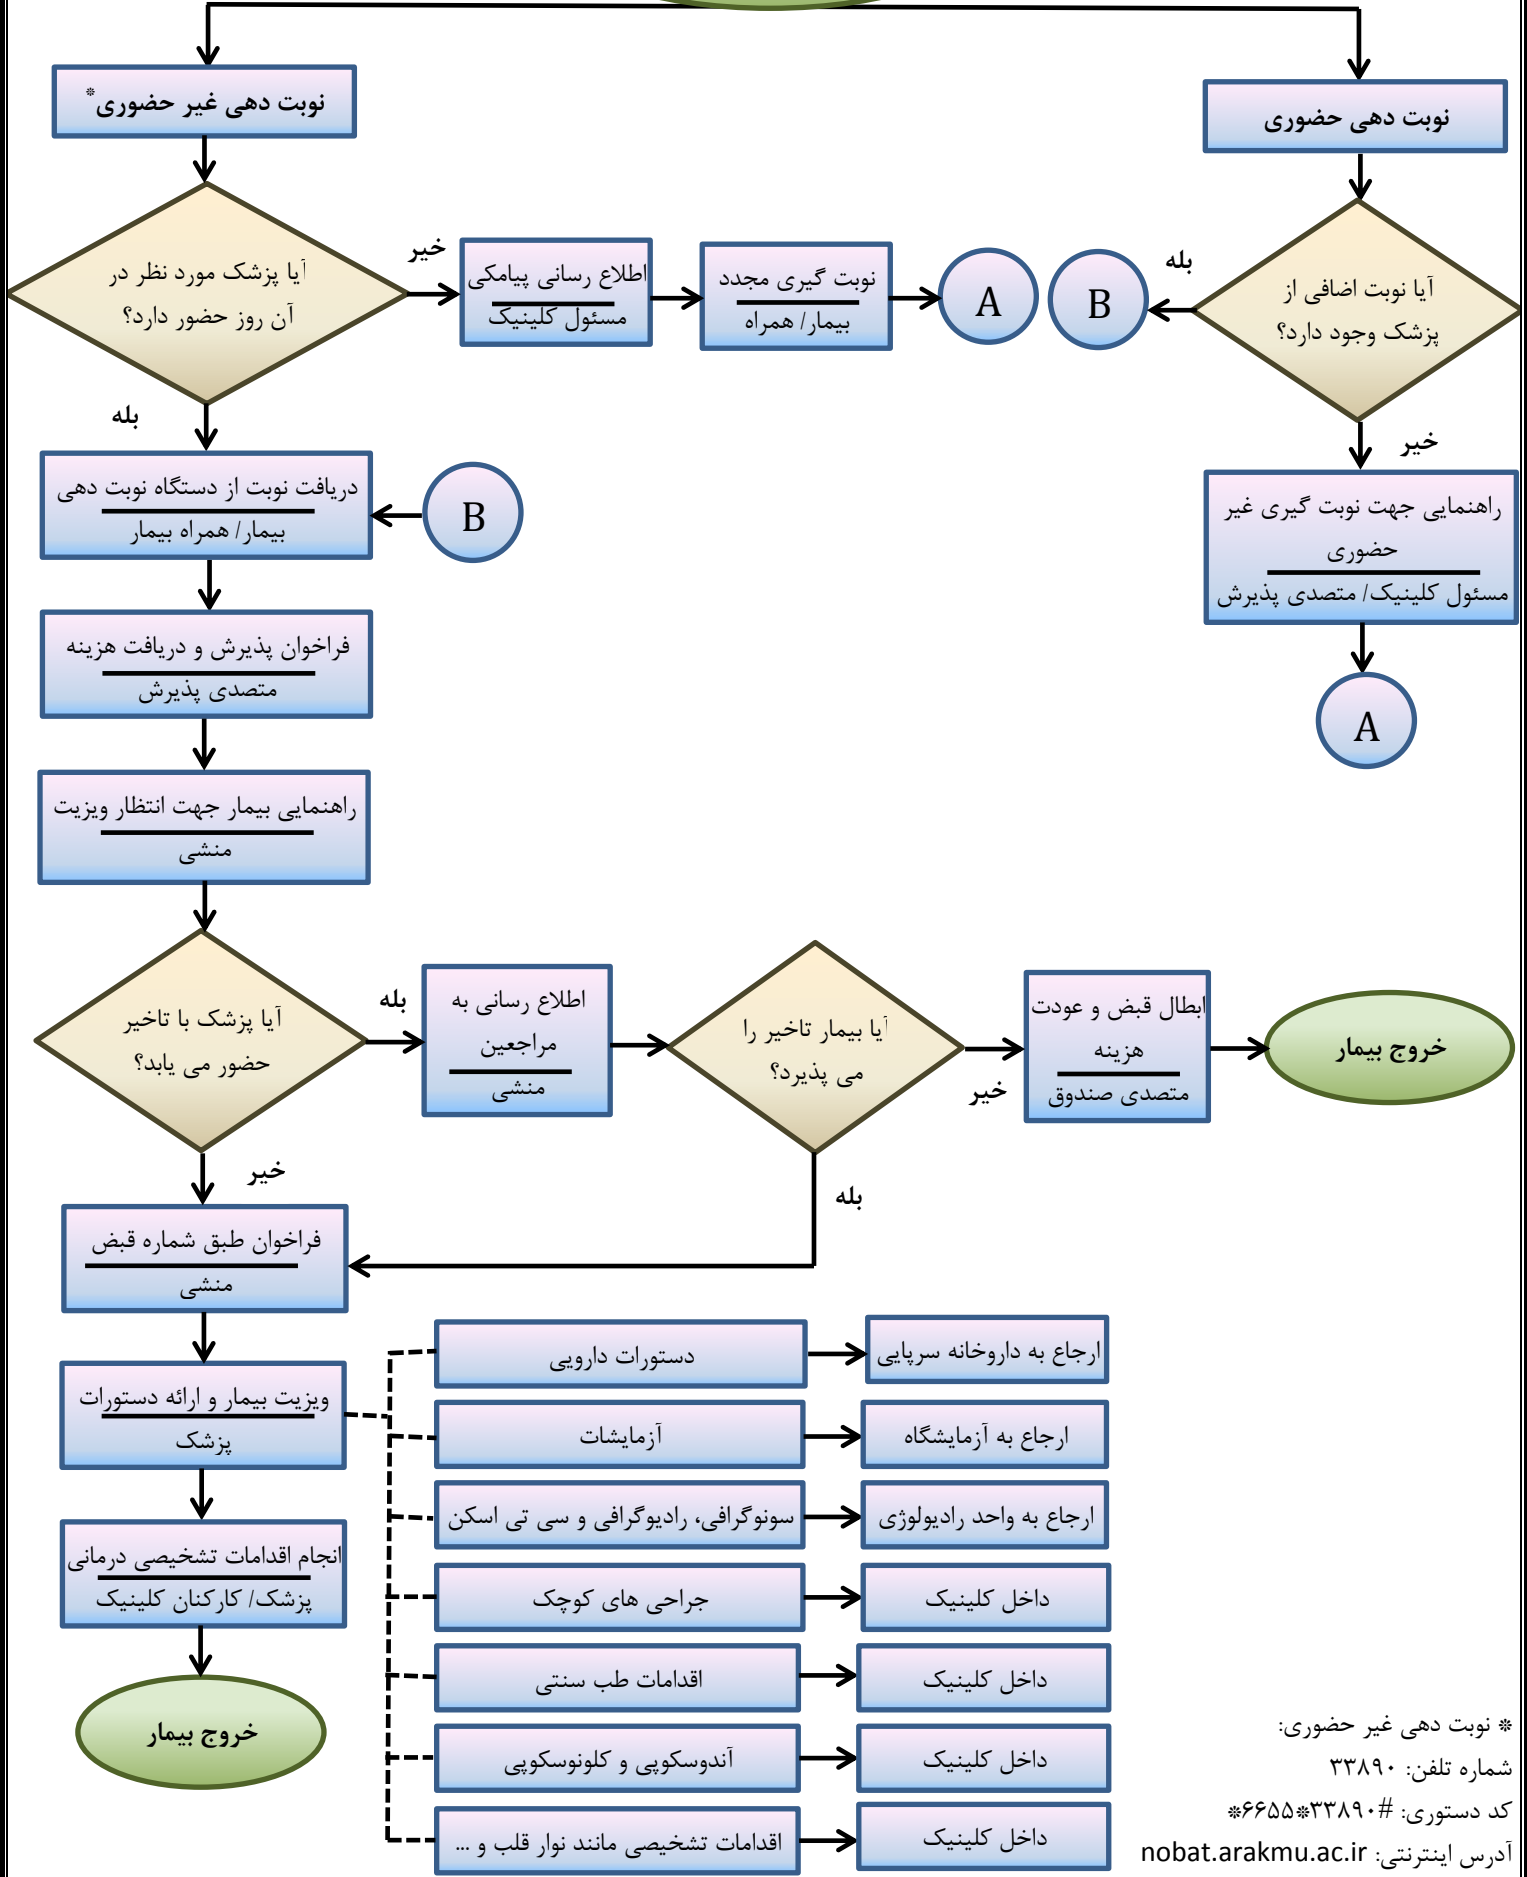 نوبت دهی حضوری
نوبت دهی غیر حضوری*
آیا نوبت اضافی از
پزشک وجود دارد؟
بله
خیر
B
A
راهنمایی جهت نوبت گیری غیر
حضوری
مسئول کلینیک/ متصدی پذیرش
A
آیا پزشک مورد نظر در
آن روز حضور دارد؟
خیر
اطلاع رسانی پیامکی
مسئول کلینیک
نوبت گیری مجدد
بیمار/ همراه
بله
دریافت نوبت از دستگاه نوبت دهی
بیمار/ همراه بیمار
B
فراخوان پذیرش و دریافت هزینه
متصدی پذیرش
راهنمایی بیمار جهت انتظار ویزیت
منشی
آیا پزشک با تاخیر
حضور می یابد؟
بله
اطلاع رسانی به
مراجعین
منشی
آیا بیمار تاخیر را
می پذیرد؟
خیر
ابطال قبض و عودت
هزینه
متصدی صندوق
خروج بیمار
خیر
بله
فراخوان طبق شماره قبض
منشی
ویزیت بیمار و ارائه دستورات
پزشک
انجام اقدامات تشخیصی درمانی
پزشک/ کارکنان کلینیک
خروج بیمار
دستورات دارویی
ارجاع به داروخانه سرپایی
آزمایشات
ارجاع به آزمایشگاه
سونوگرافی، رادیوگرافی و سی تی اسکن
ارجاع به واحد رادیولوژی
جراحی های کوچک
داخل کلینیک
اقدامات طب سنتی
داخل کلینیک
آندوسکوپی و کلونوسکوپی
داخل کلینیک
اقدامات تشخیصی مانند نوار قلب و ...
داخل کلینیک
* نوبت دهی غیر حضوری:
شماره تلفن: ۳۳۸۹۰
کد دستوری: #۳۳۸۹۰*۶۶۵۵*
آدرس اینترنتی: nobat.arakmu.ac.ir